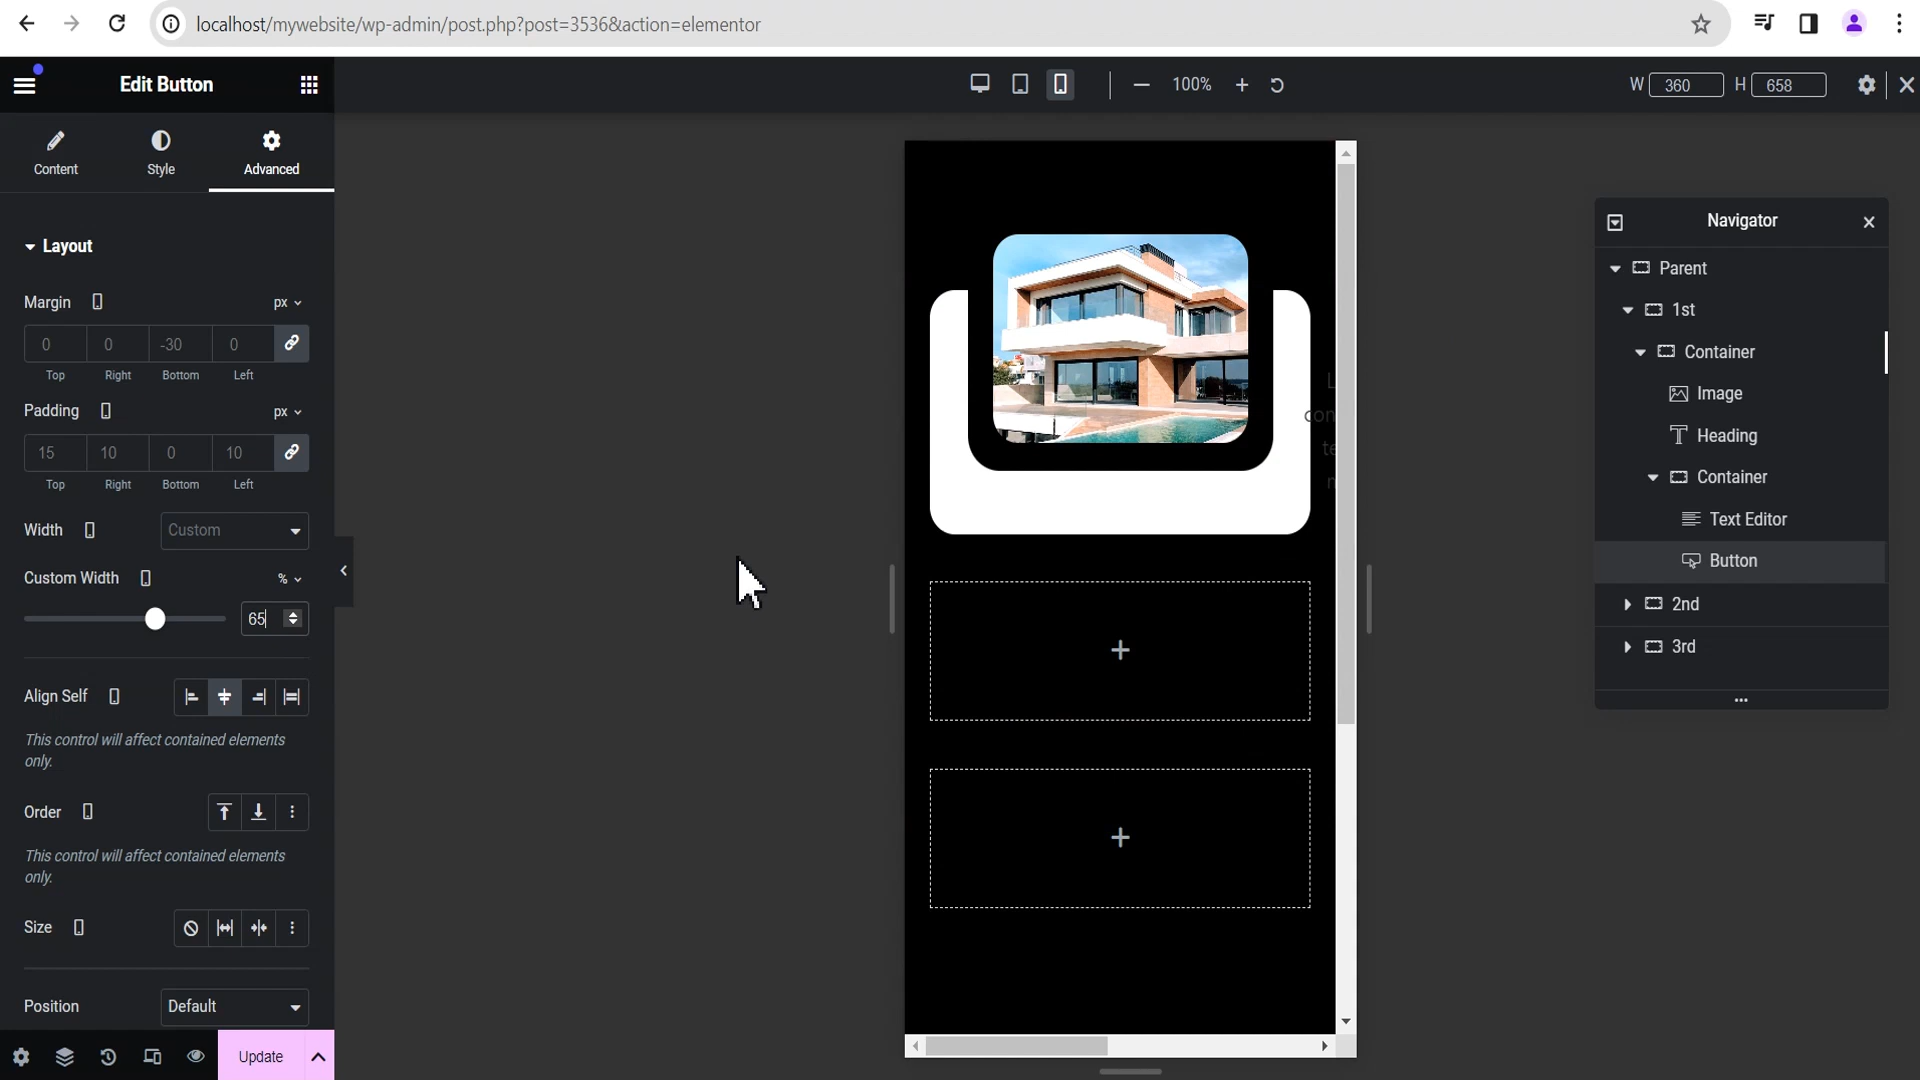 localhost/mywebsite/wp-admin/post.php?post=3536&action=elementor
Edit Button
100%
W 360 H 658
Content Style Advanced
Layout
Margin px
0 0 -30 0
Top Right Bottom Left
Padding px
15 10 0 10
Top Right Bottom Left
Width Custom
Custom Width %
65
Align Self
This control will affect contained elements
only.
Order
This control will affect contained elements
only.
Size
Position Default
Update
L
con
te
Navigator
Parent
1st
Container
Image
Heading
Container
Text Editor
Button
2nd
3rd